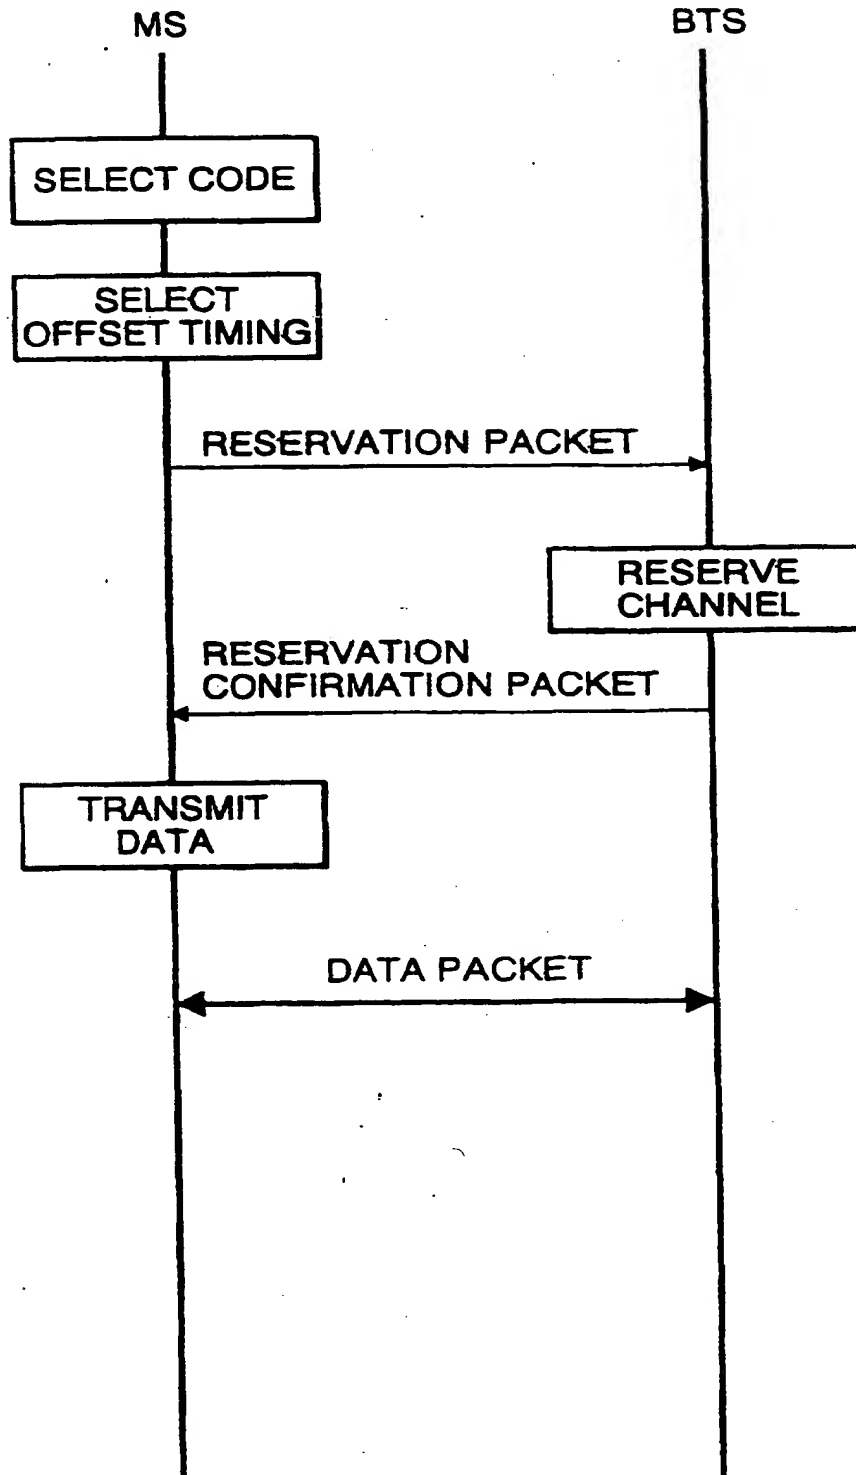 MS
BTS
SELECT CODE
SELECT
OFFSET TIMING
RESERVATION PACKET
RESERVE
CHANNEL
RESERVATION
CONFIRMATION PACKET
TRANSMIT
DATA
DATA PACKET